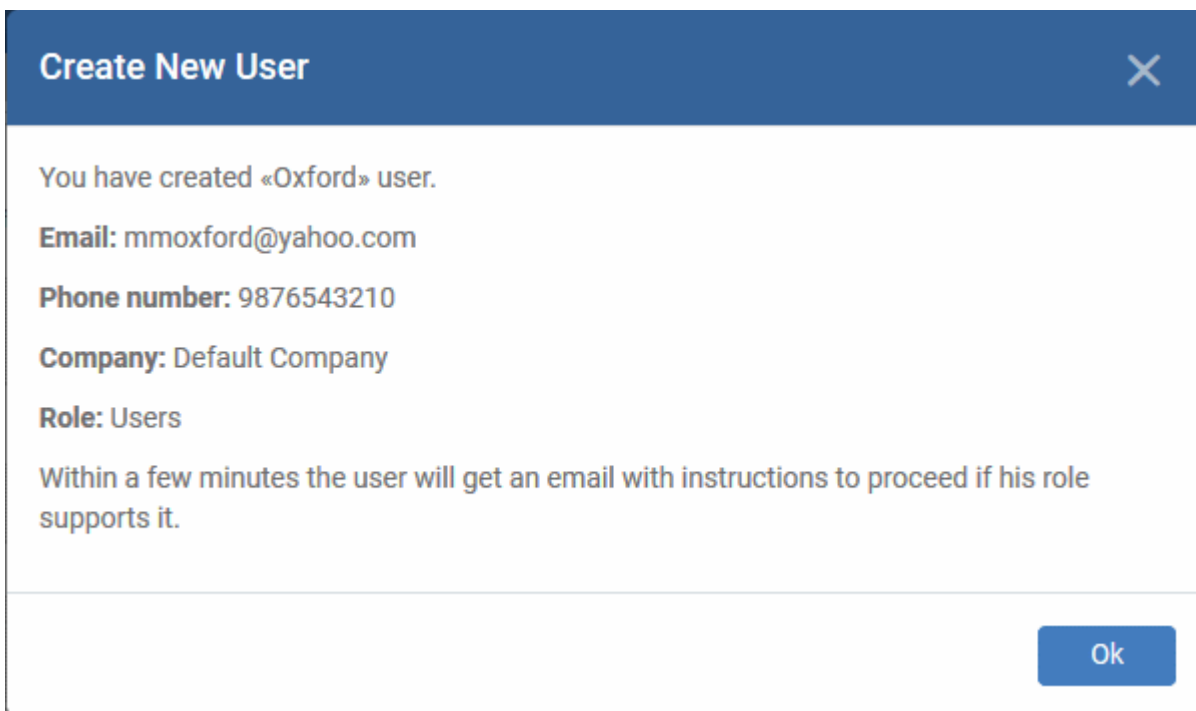 Create New User
You have created «Oxford» user.
Email: mmoxford@yahoo.com
Phone number: 9876543210
Company: Default Company
Role: Users
Within a few minutes the user will get an email with instructions to proceed if his role
supports it.
Ok